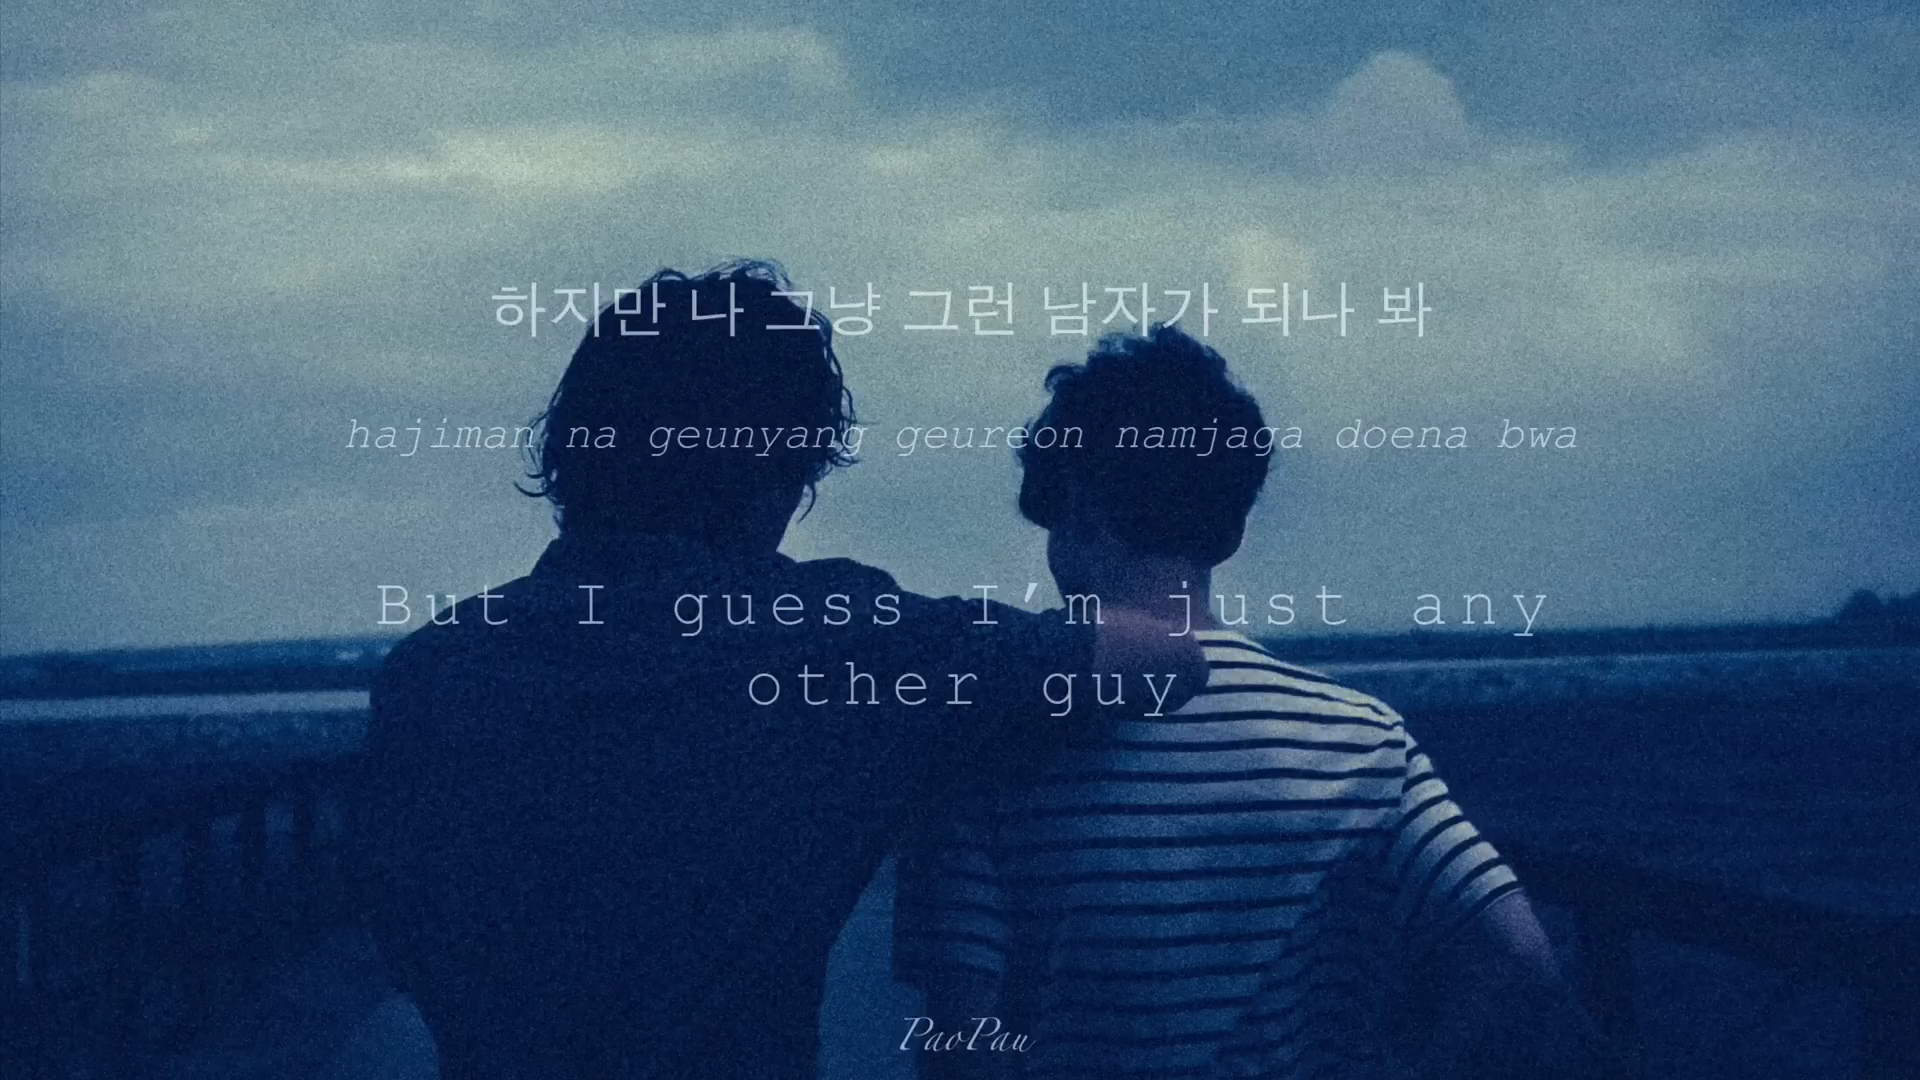 하지만 나 그냥 그런 남자가 되나 봐
hajiman na geunyang geureon namjaga doena bwa
But I guess I’m just any
other guy
PaoPau